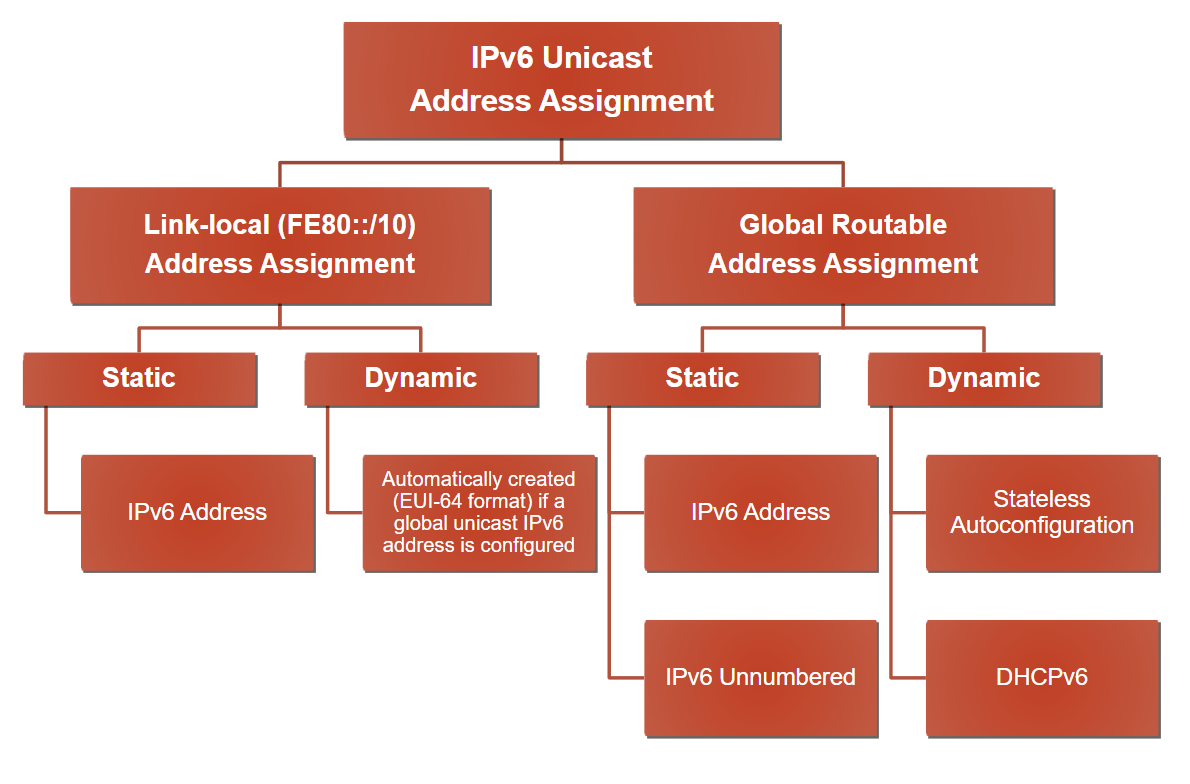 IPv6 Unicast
Address Assignment
Link-local (FE80::/10)
Address Assignment
Global Routable
Address Assignment
Static
Dynamic
Static
Dynamic
IPv6 Address
Automatically created
(EUI-64 format) if a
global unicast IPv6
address is configured
IPv6 Address
Stateless
Autoconfiguration
IPv6 Unnumbered
DHCPv6